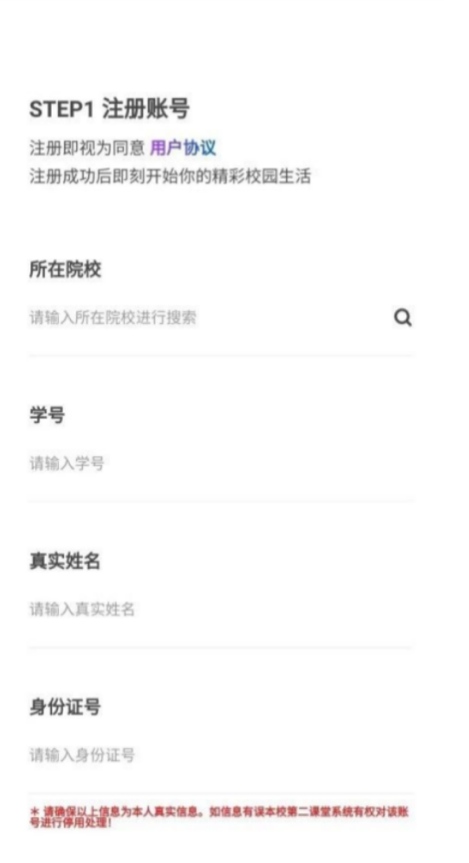 STEP1 注册账号
注册即视为同意 用户协议
注册成功后即刻开始你的精彩校园生活
所在院校
请输入所在院校进行搜索
学号
请输入学号
真实姓名
请输入真实姓名
身份证号
请输入身份证号
* 请确保以上信息为本人真实信息。如信息有误本校第二课堂系统有权对该账
号进行停用处理!